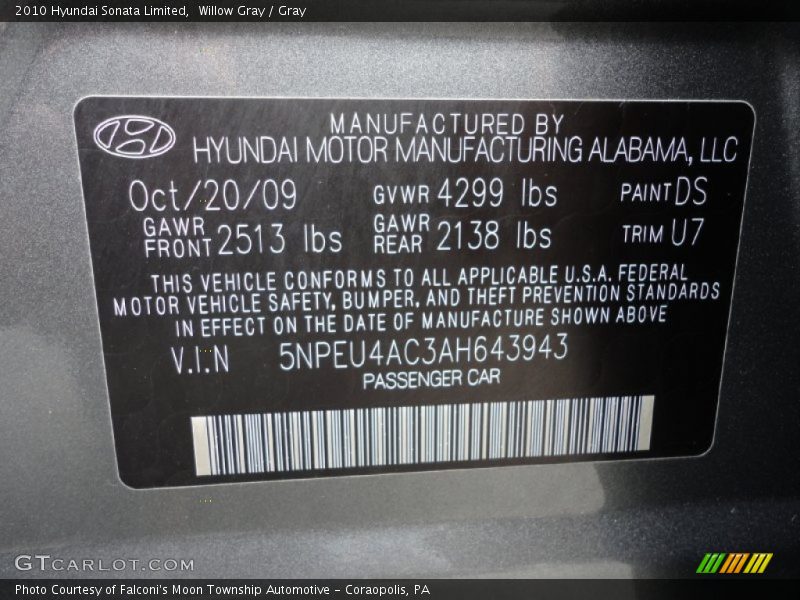 2010 Hyundai Sonata Limited,  Willow Gray / Gray
MANUFACTURED BY
HYUNDAI MOTOR MANUFACTURING ALABAMA, LLC
Oct/20/09 GVWR 4299 lbs PAINT DS
GAWR FRONT 2513 lbs GAWR REAR 2138 lbs TRIM U7
THIS VEHICLE CONFORMS TO ALL APPLICABLE U.S.A. FEDERAL
MOTOR VEHICLE SAFETY, BUMPER, AND THEFT PREVENTION STANDARDS
IN EFFECT ON THE DATE OF MANUFACTURE SHOWN ABOVE
V.I.N 5NPEU4AC3AH643943
PASSENGER CAR
GTCARLOT.COM
Photo Courtesy of Falconi's Moon Township Automotive - Coraopolis, PA